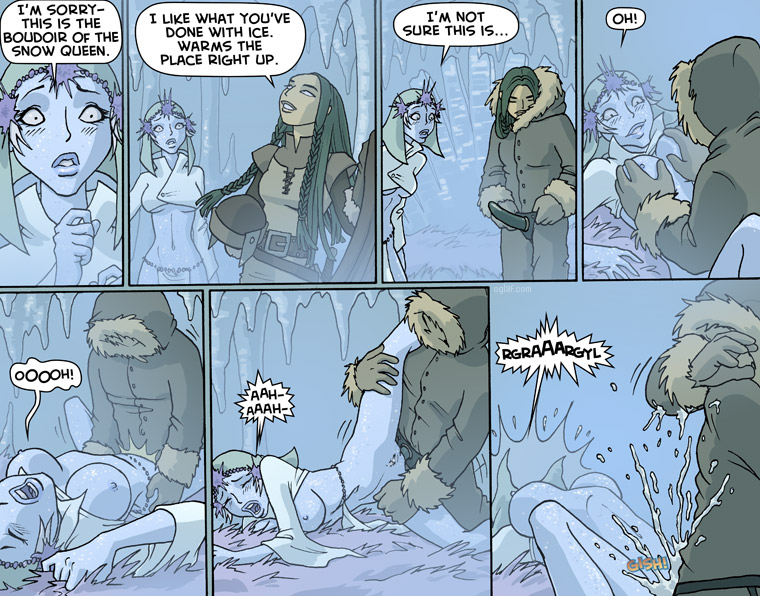 I'M SORRY-
THIS IS THE
BOUDOIR OF THE
SNOW QUEEN.
I LIKE WHAT YOU'VE
DONE WITH ICE.
WARMS THE
PLACE RIGHT UP.
I'M NOT
SURE THIS IS...
OH!
oglaf.com
OOOOH!
AAH-
AAAH-
RGRAAAARGYL
GISH!